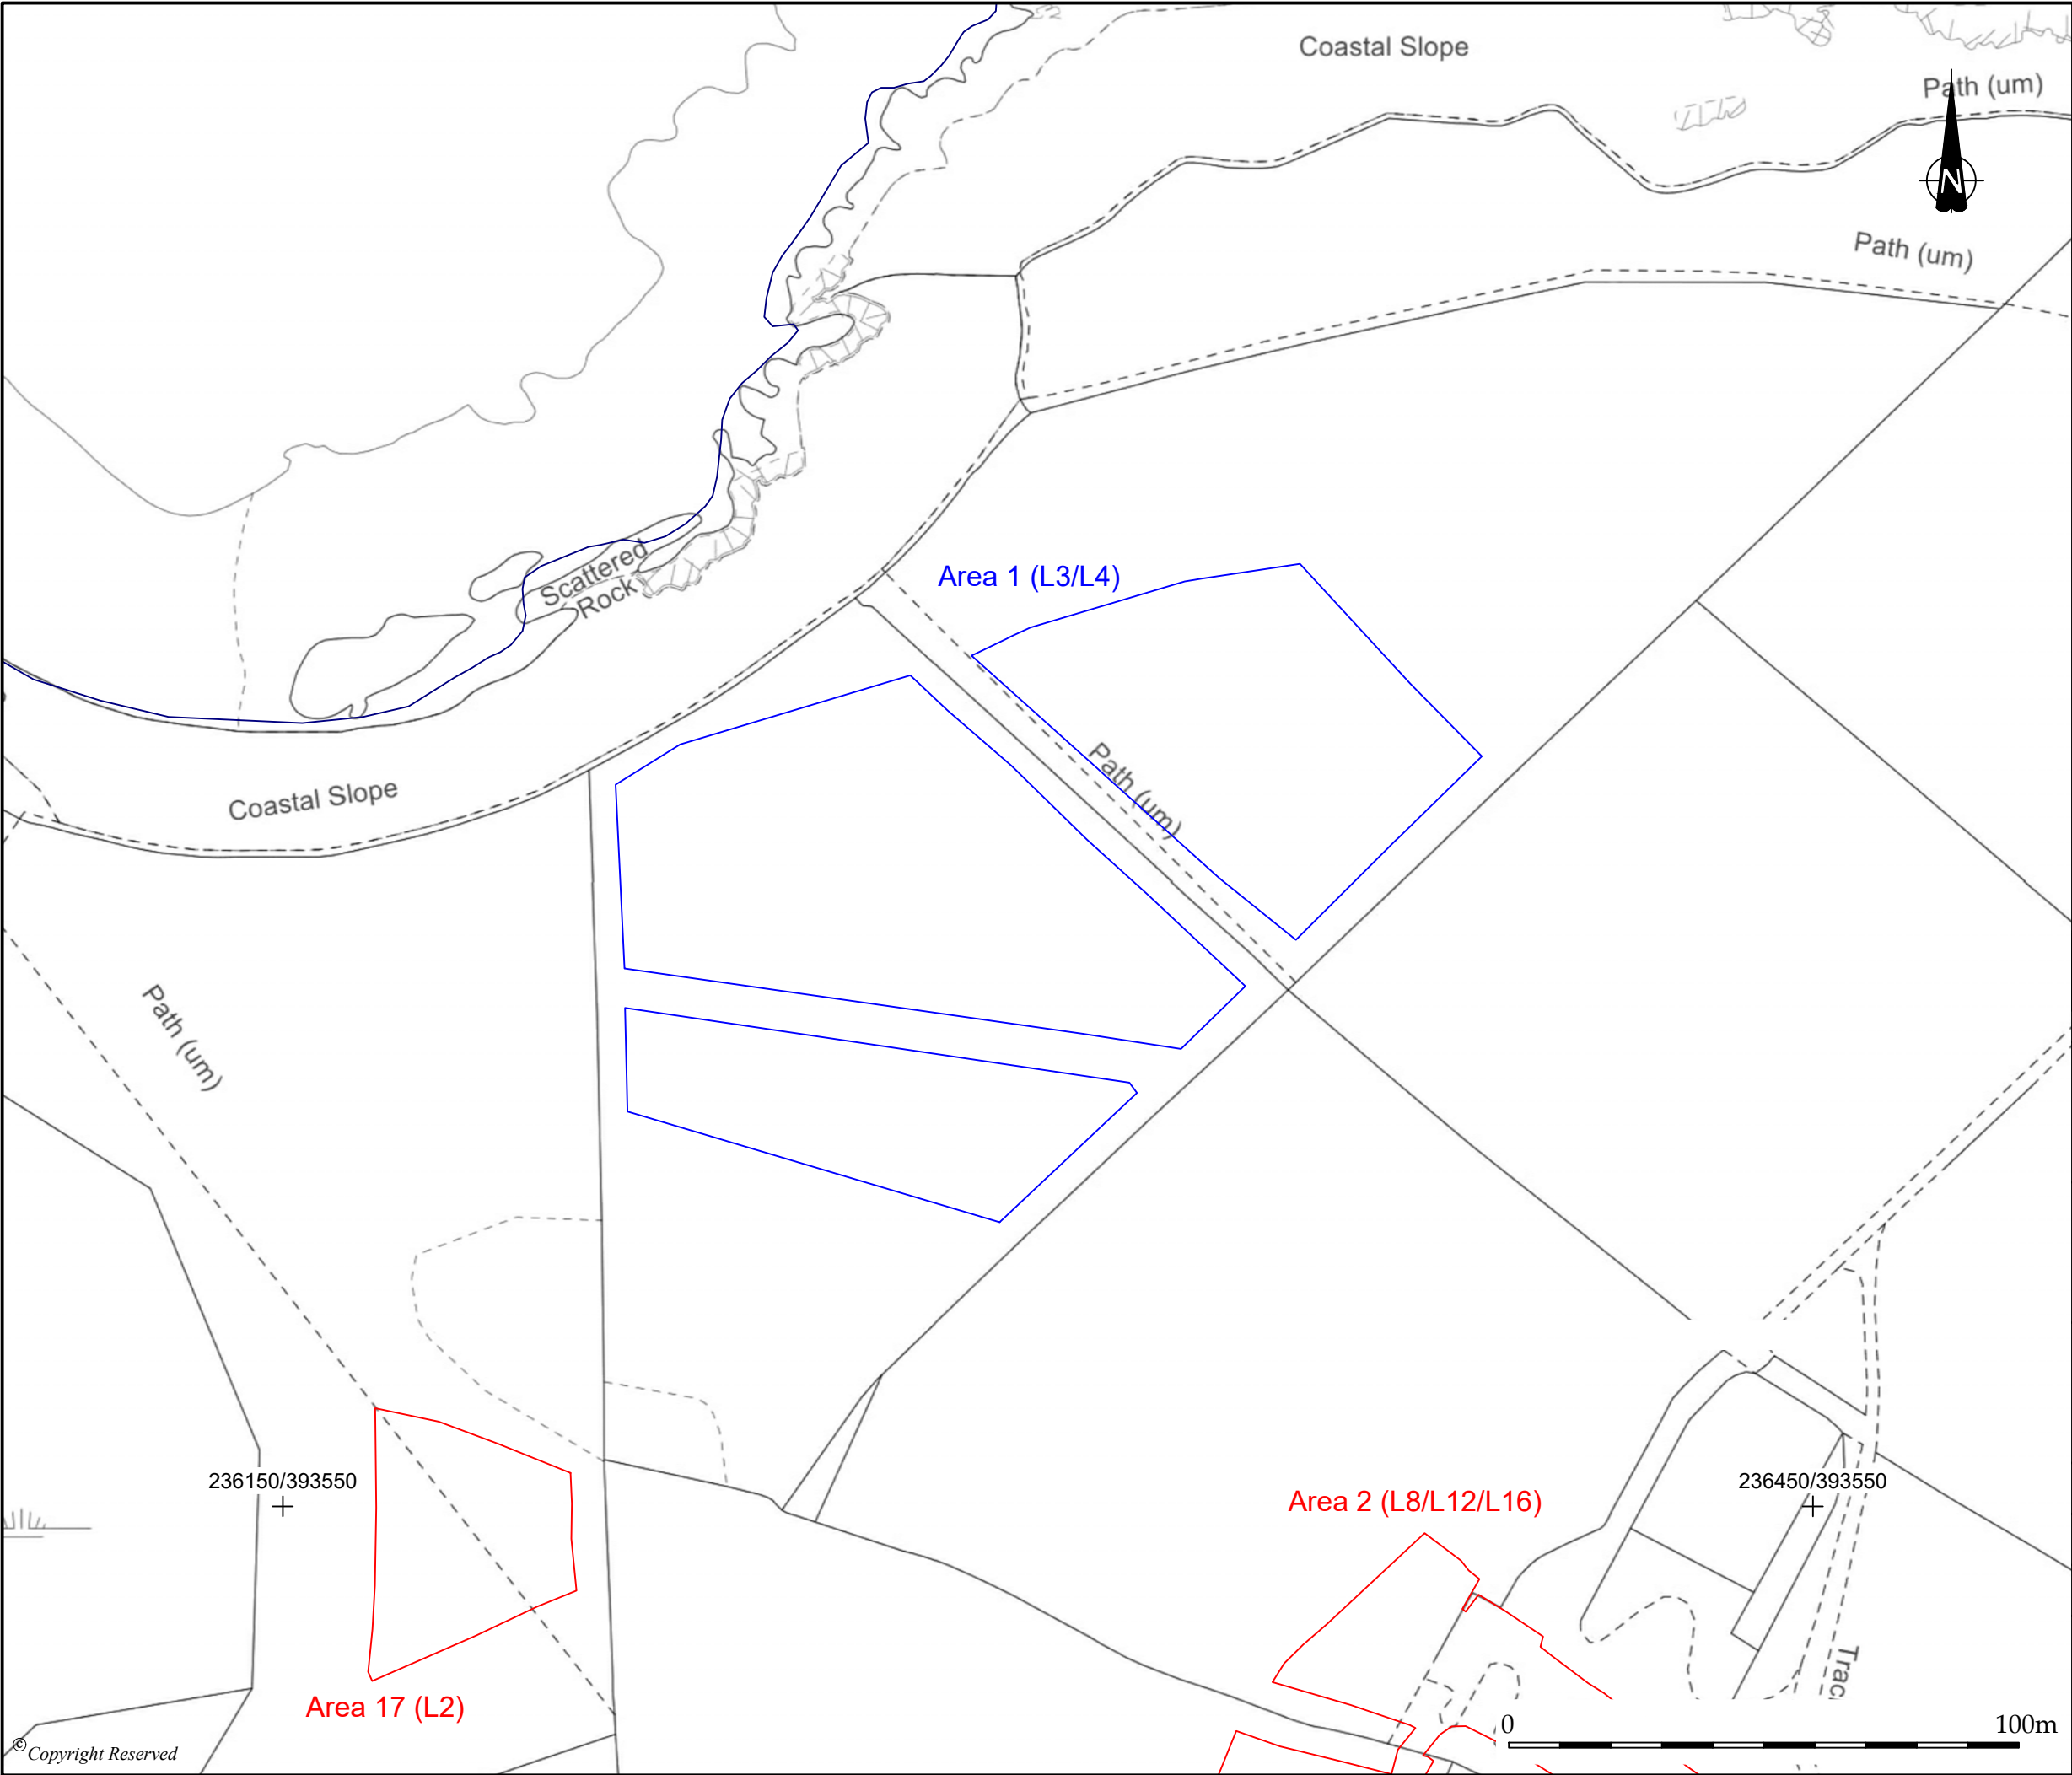 Coastal Slope
Path (um)
N
Path (um)
Scattered
Rock
Area 1 (L3/L4)
Path (um)
Coastal Slope
Path (um)
236150/393550
236450/393550
Area 2 (L8/L12/L16)
Trac
Area 17 (L2)
0
100m
© Copyright Reserved